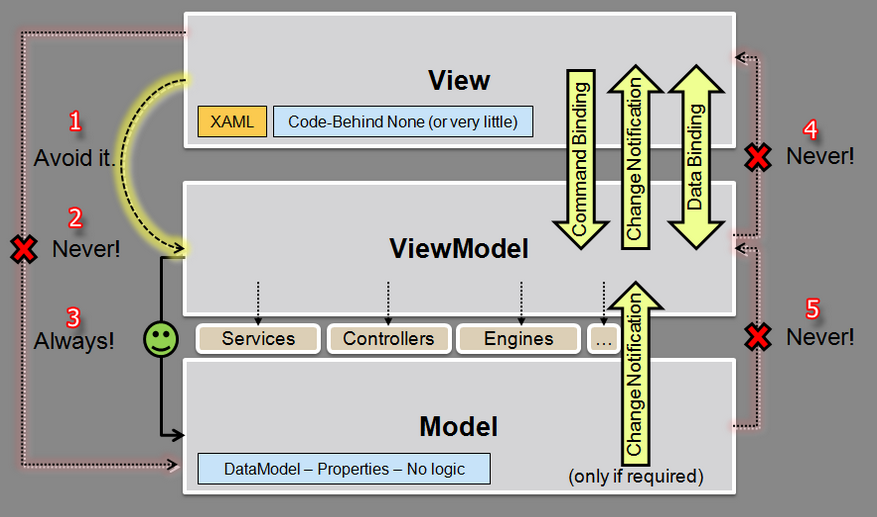 View
XAML
Code-Behind None (or very little)
Command Binding
Change Notification
Data Binding
1
Avoid it.
2
Never!
3
Always!
4
Never!
ViewModel
Services
Controllers
Engines
...
Change Notification
5
Never!
Model
DataModel – Properties – No logic
(only if required)